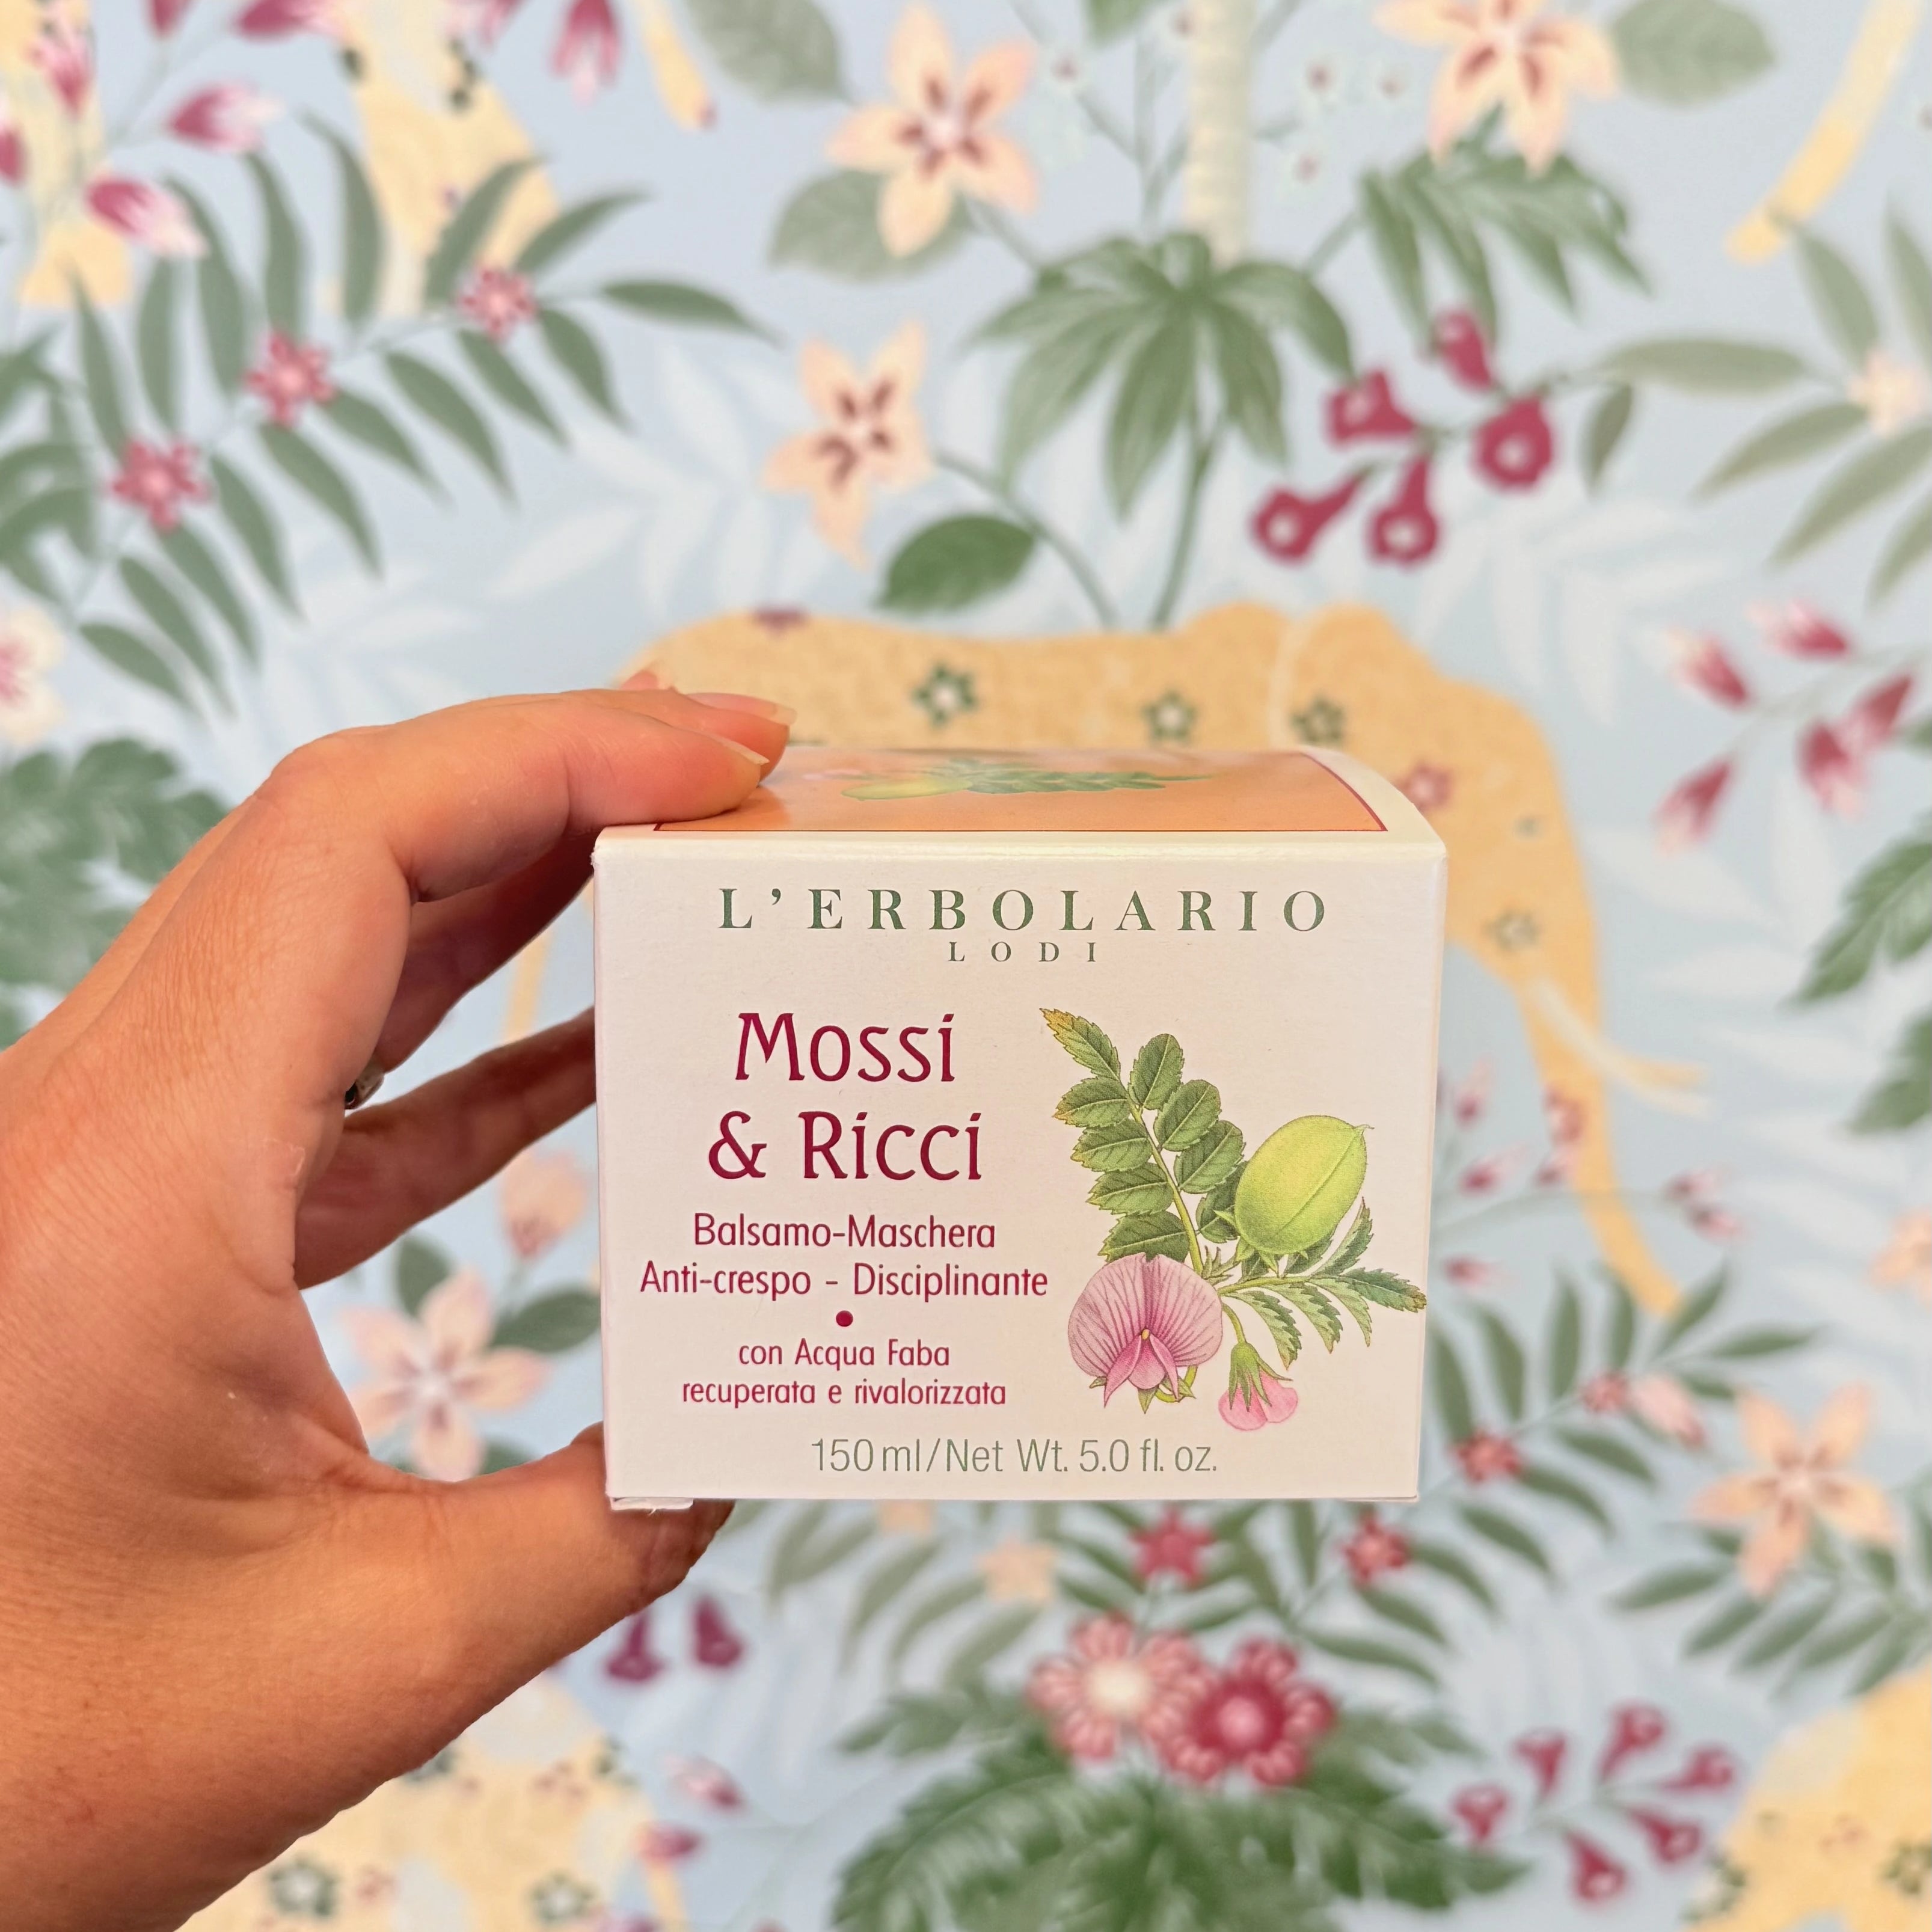 L'ERBOLARIO
LODI
Mossi
& Ricci
Balsamo-Maschera
Anti-crespo - Disciplinante
•
con Acqua Faba
recuperata e rivalorizzata
150 ml/Net Wt. 5.0 fl. oz.